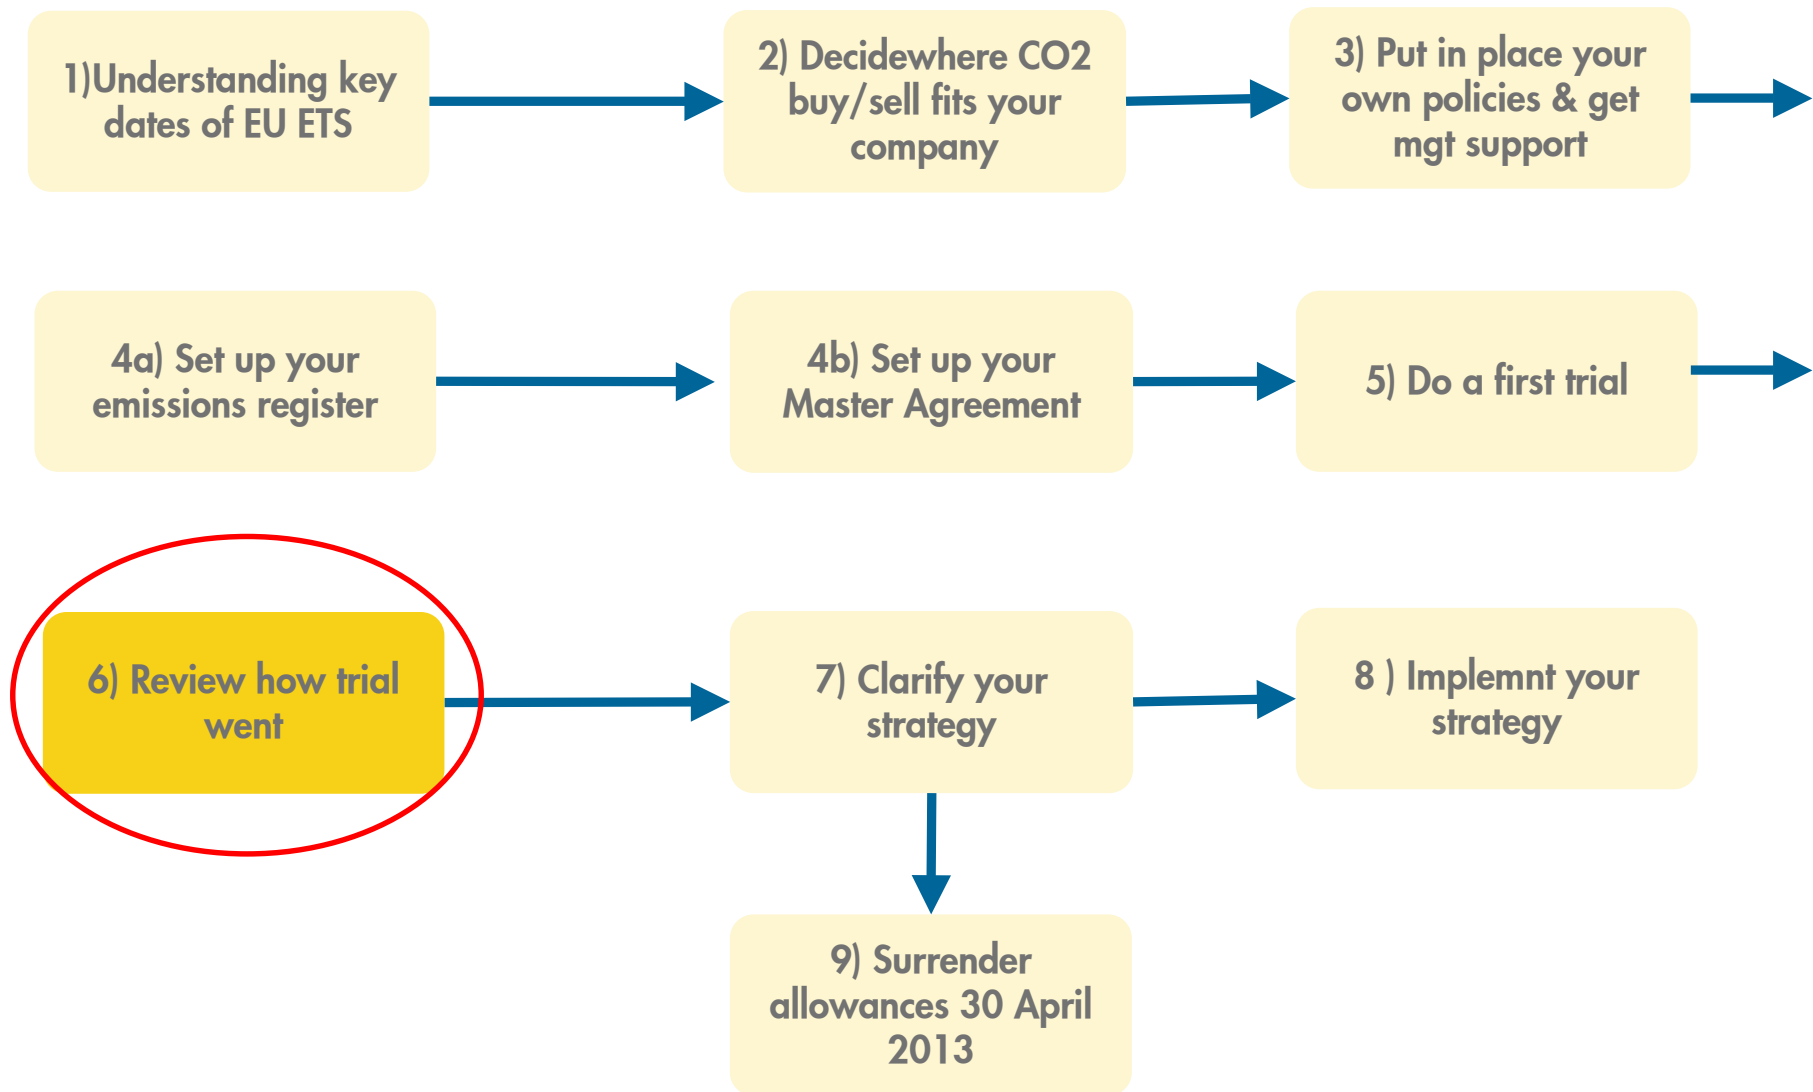 1)Understanding key
dates of EU ETS
2) Decidewhere CO2
buy/sell fits your
company
3) Put in place your
own policies & get
mgt support
4a) Set up your
emissions register
4b) Set up your
Master Agreement
5) Do a first trial
6) Review how trial
went
7) Clarify your
strategy
8 ) Implemnt your
strategy
9) Surrender
allowances 30 April
2013